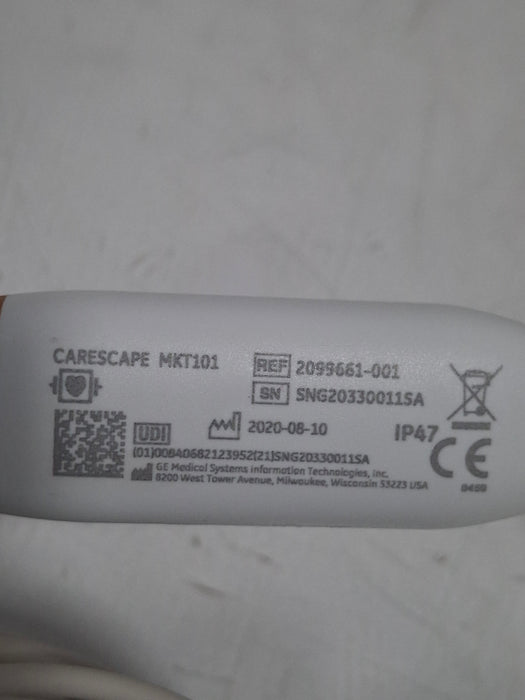 CARESCAPE MKT101
REF 2099661-001
SN SNG20330011SA
2020-08-10
IP47
UDI
(01)00840682123952(21)SNG20330011SA
GE Medical Systems Information Technologies, Inc.
8200 West Tower Avenue, Milwaukee, Wisconsin 53223 USA
CE
0459